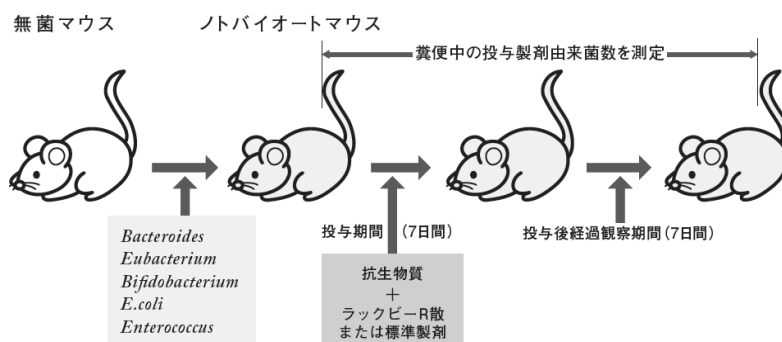 無菌マウス
ノトバイオートマウス
糞便中の投与製剤由来菌数を測定
Bacteroides
Eubacterium
Bifidobacterium
E.coli
Enterococcus
投与期間(7日間)
抗生物質
+
ラックビーR散
または標準製剤
投与後経過観察期間(7日間)